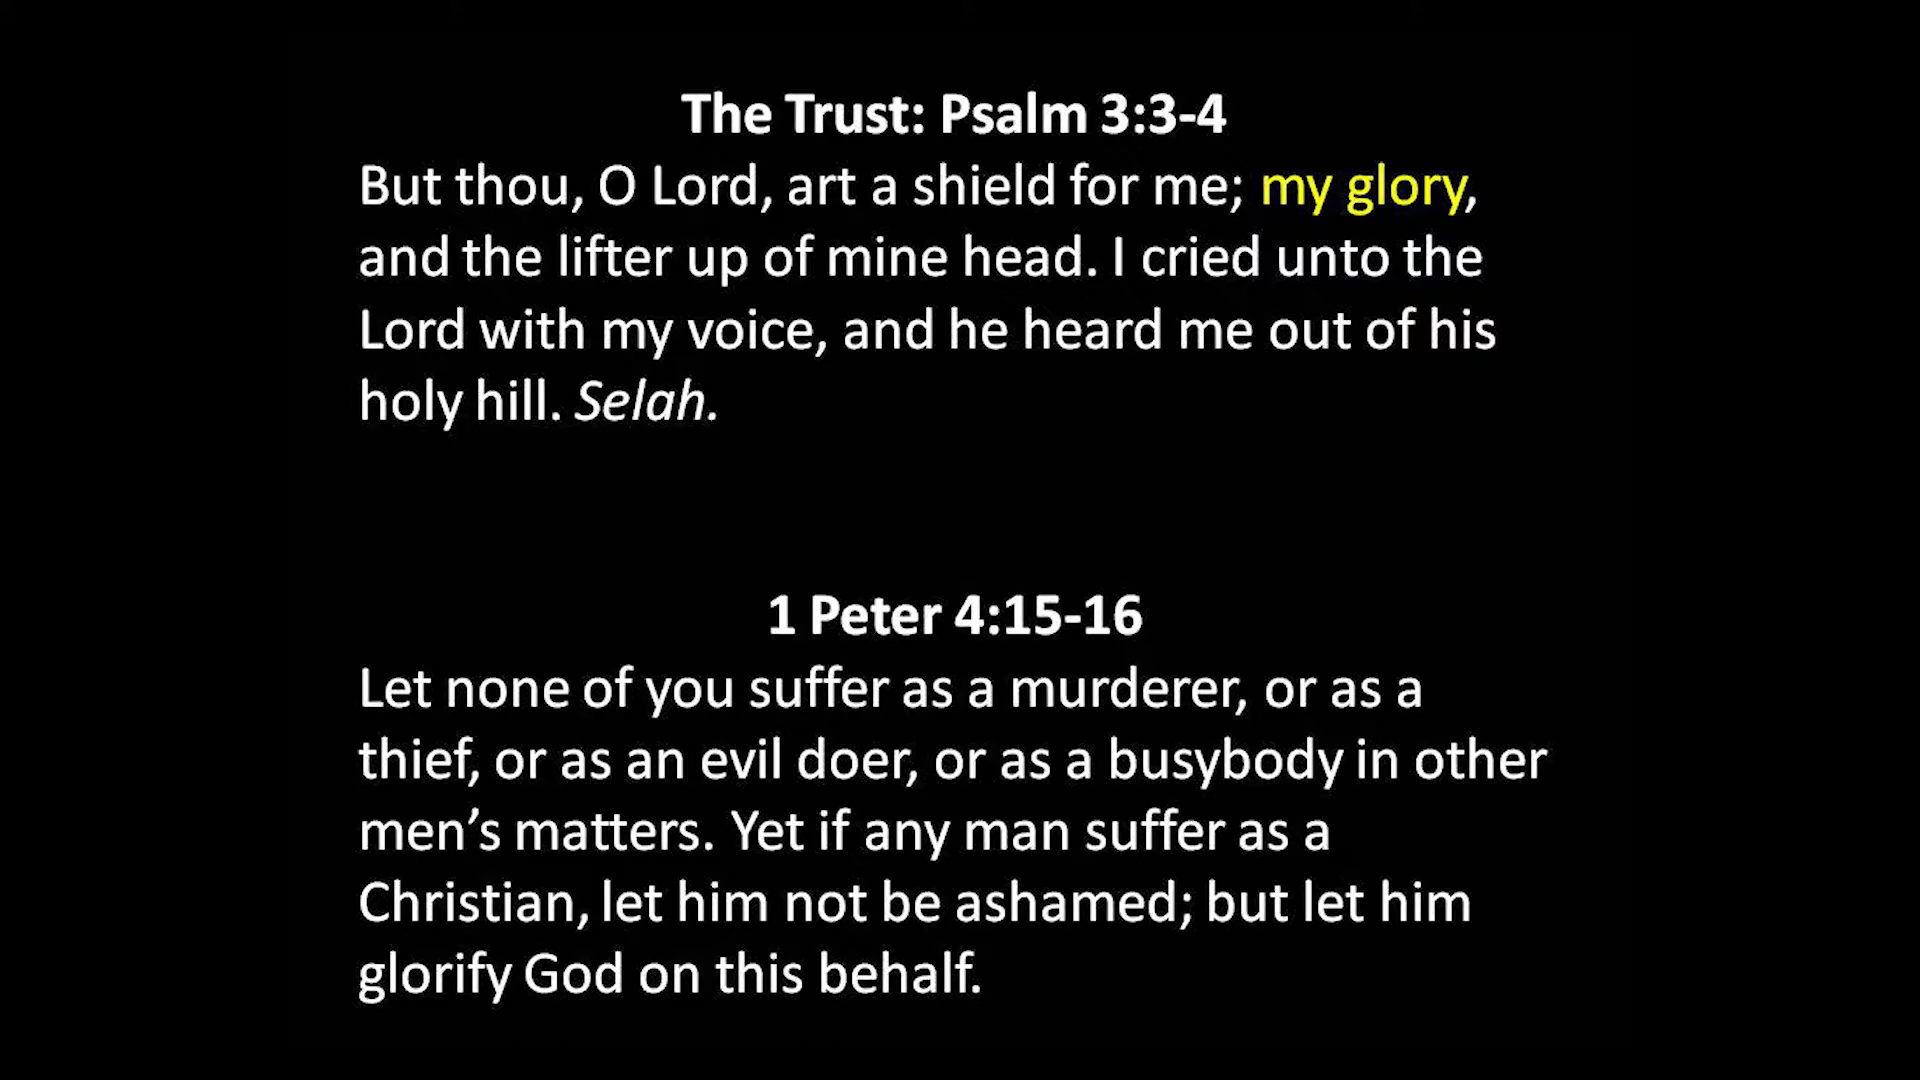 The Trust: Psalm 3:3-4
But thou, O Lord, art a shield for me; my glory,
and the lifter up of mine head. I cried unto the
Lord with my voice, and he heard me out of his
holy hill. Selah.
1 Peter 4:15-16
Let none of you suffer as a murderer, or as a
thief, or as an evil doer, or as a busybody in other
men’s matters. Yet if any man suffer as a
Christian, let him not be ashamed; but let him
glorify God on this behalf.